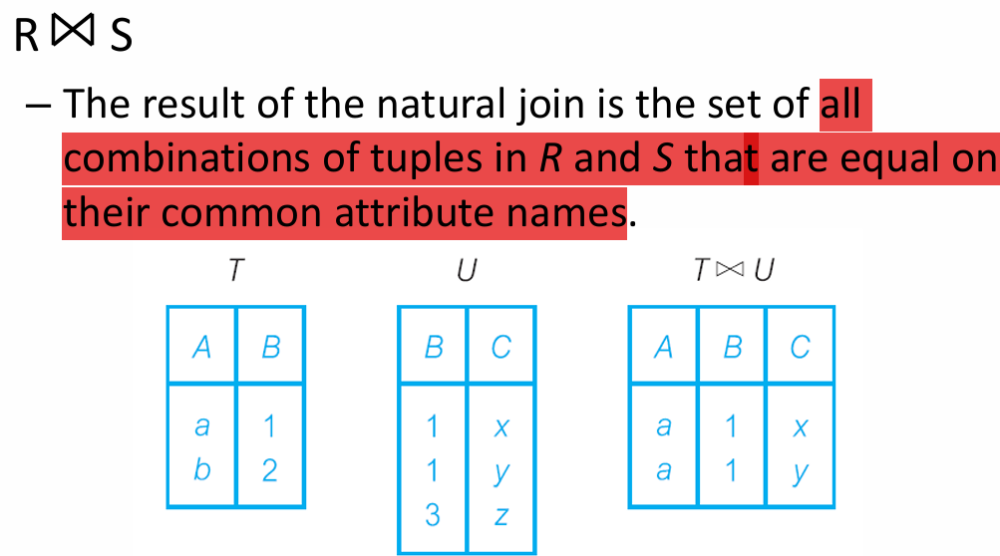 R ⋈ S
– The result of the natural join is the set of all
combinations of tuples in R and S that are equal on
their common attribute names.
T U T ⋈ U
A B B C A B C
a 1 1 x a 1 x
b 2 1 y a 1 y
3 z